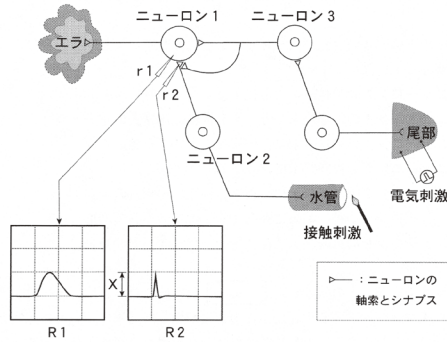 ニューロン1
ニューロン3
エラ
r1
r2
ニューロン2
尾部
水管
電気刺激
接触刺激
X
R1
R2
:ニューロンの
軸索とシナプス